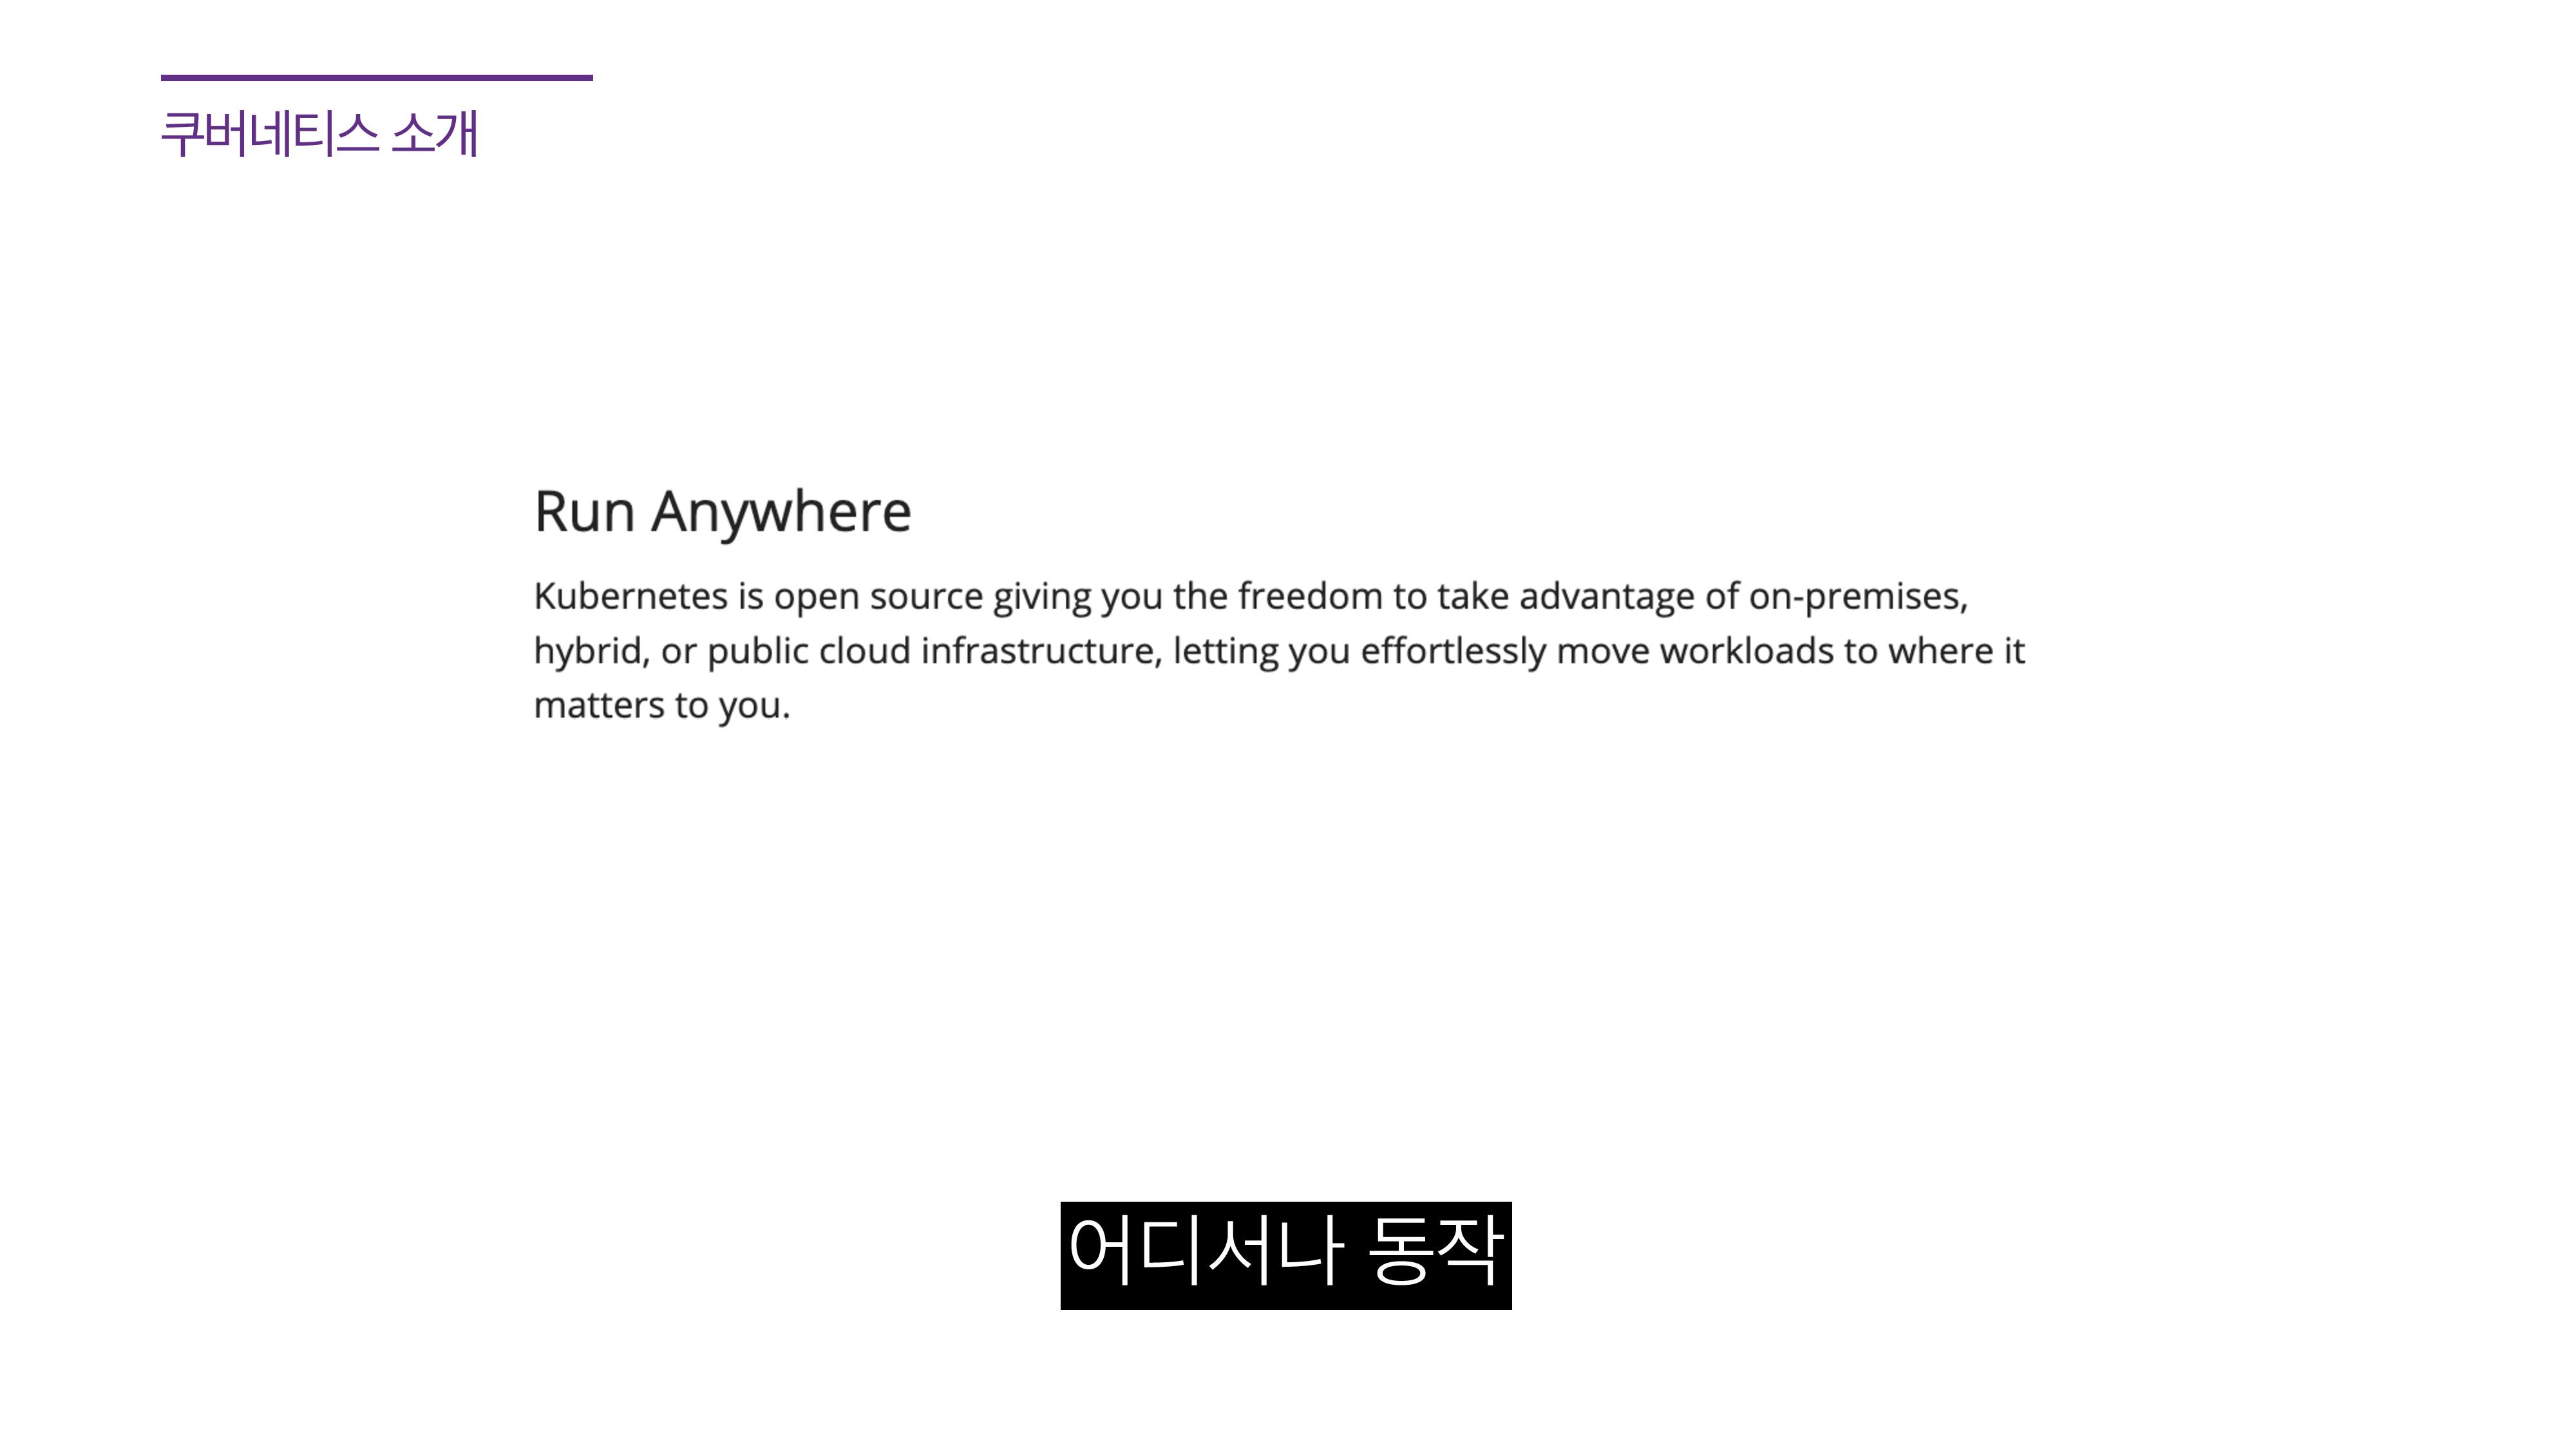 쿠버네티스 소개
Run Anywhere
Kubernetes is open source giving you the freedom to take advantage of on-premises,
hybrid, or public cloud infrastructure, letting you effortlessly move workloads to where it
matters to you.
어디서나 동작